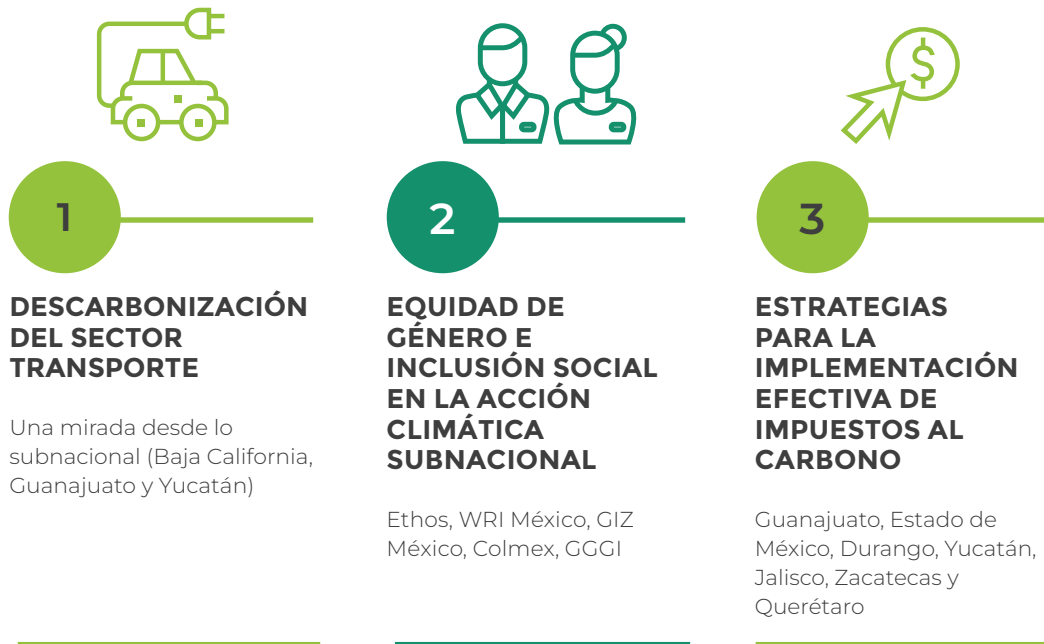 $
1
DESCARBONIZACIÓN
DEL SECTOR
TRANSPORTE
Una mirada desde lo
subnacional (Baja California,
Guanajuato y Yucatán)
2
EQUIDAD DE
GÉNERO E
INCLUSIÓN SOCIAL
EN LA ACCIÓN
CLIMÁTICA
SUBNACIONAL
Ethos, WRI México, GIZ
México, Colmex, GGGI
3
ESTRATEGIAS
PARA LA
IMPLEMENTACIÓN
EFECTIVA DE
IMPUESTOS AL
CARBONO
Guanajuato, Estado de
México, Durango, Yucatán,
Jalisco, Zacatecas y
Querétaro